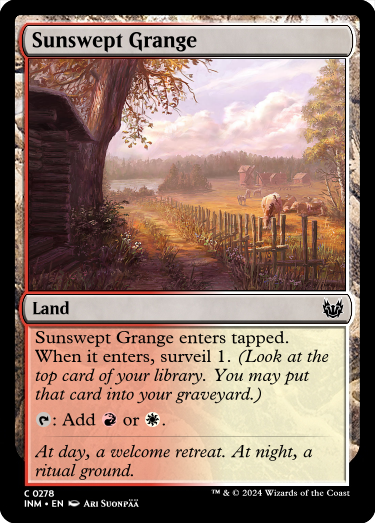 Sunswept Grange
Land
Sunswept Grange enters tapped.
When it enters, surveil 1. (Look at the
top card of your library. You may put
that card into your graveyard.)
: Add or .
At day, a welcome retreat. At night, a
ritual ground.
C 0278
INM • EN Ari Suonpää
™ & © 2024 Wizards of the Coast